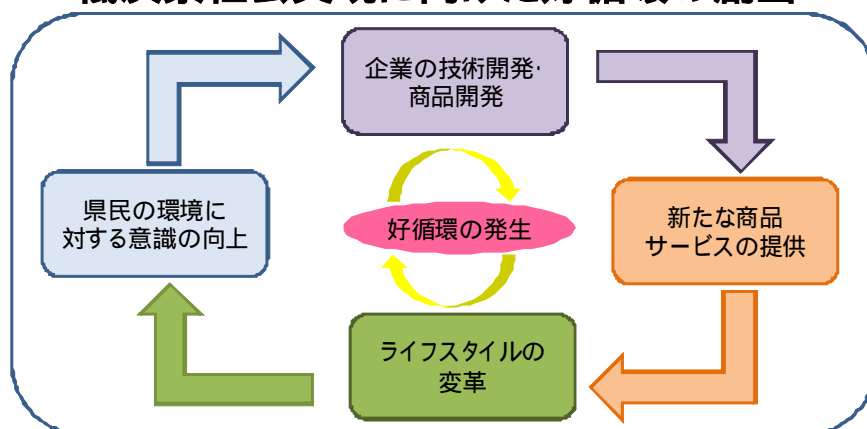 企業の技術開発・
商品開発
県民の環境に
対する意識の向上
好循環の発生
新たな商品
サービスの提供
ライフスタイルの
変革